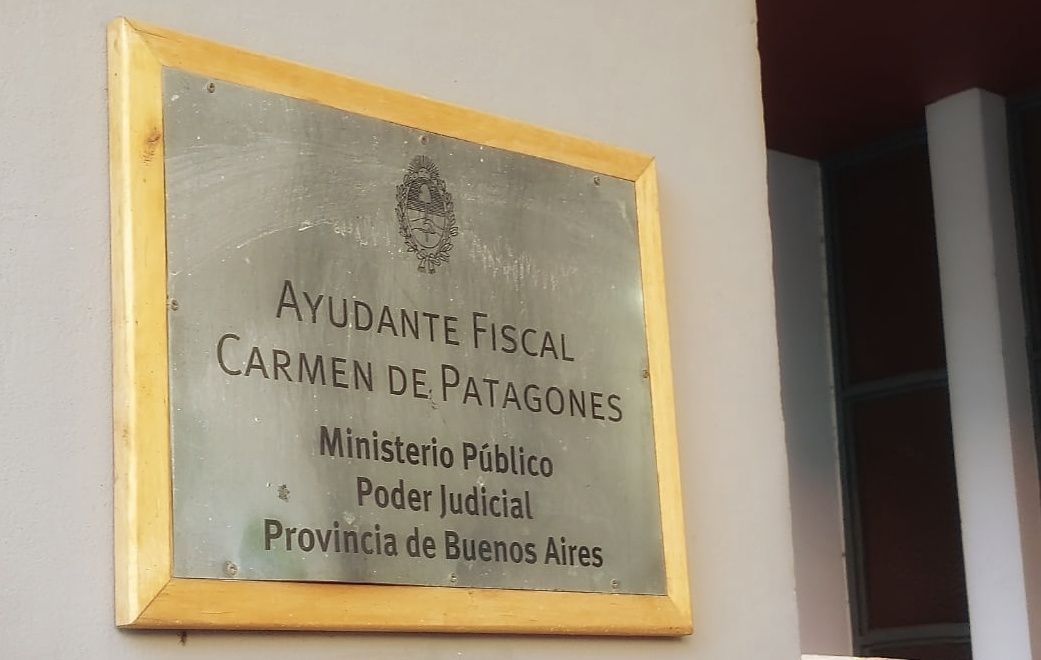 AYUDANTE FISCAL
CARMEN DE PATAGONES
Ministerio Público
Poder Judicial
Provincia de Buenos Aires